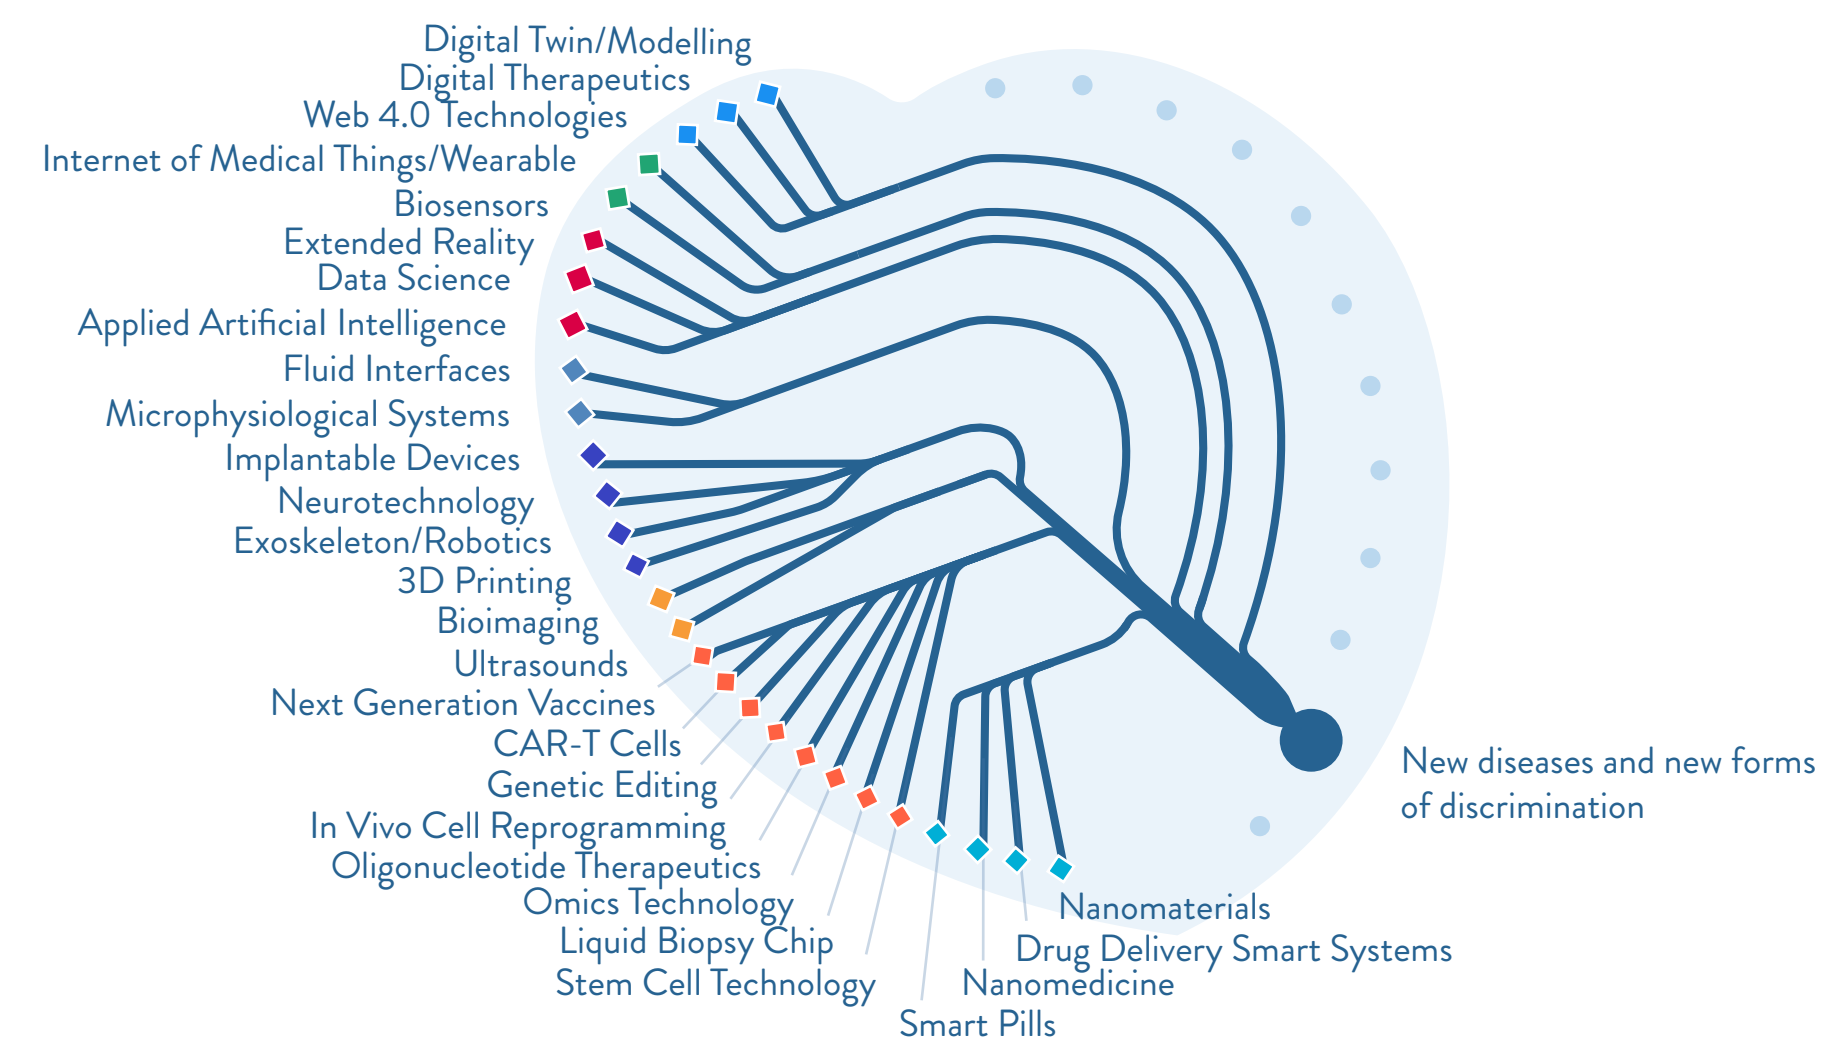 Digital Twin/Modelling
Digital Therapeutics
Web 4.0 Technologies
Internet of Medical Things/Wearable
Biosensors
Extended Reality
Data Science
Applied Artificial Intelligence
Fluid Interfaces
Microphysiological Systems
Implantable Devices
Neurotechnology
Exoskeleton/Robotics
3D Printing
Bioimaging
Ultrasounds
Next Generation Vaccines
CAR-T Cells
Genetic Editing
In Vivo Cell Reprogramming
Oligonucleotide Therapeutics
Omics Technology
Liquid Biopsy Chip
Stem Cell Technology
Smart Pills
Nanomedicine
Drug Delivery Smart Systems
Nanomaterials
New diseases and new forms
of discrimination